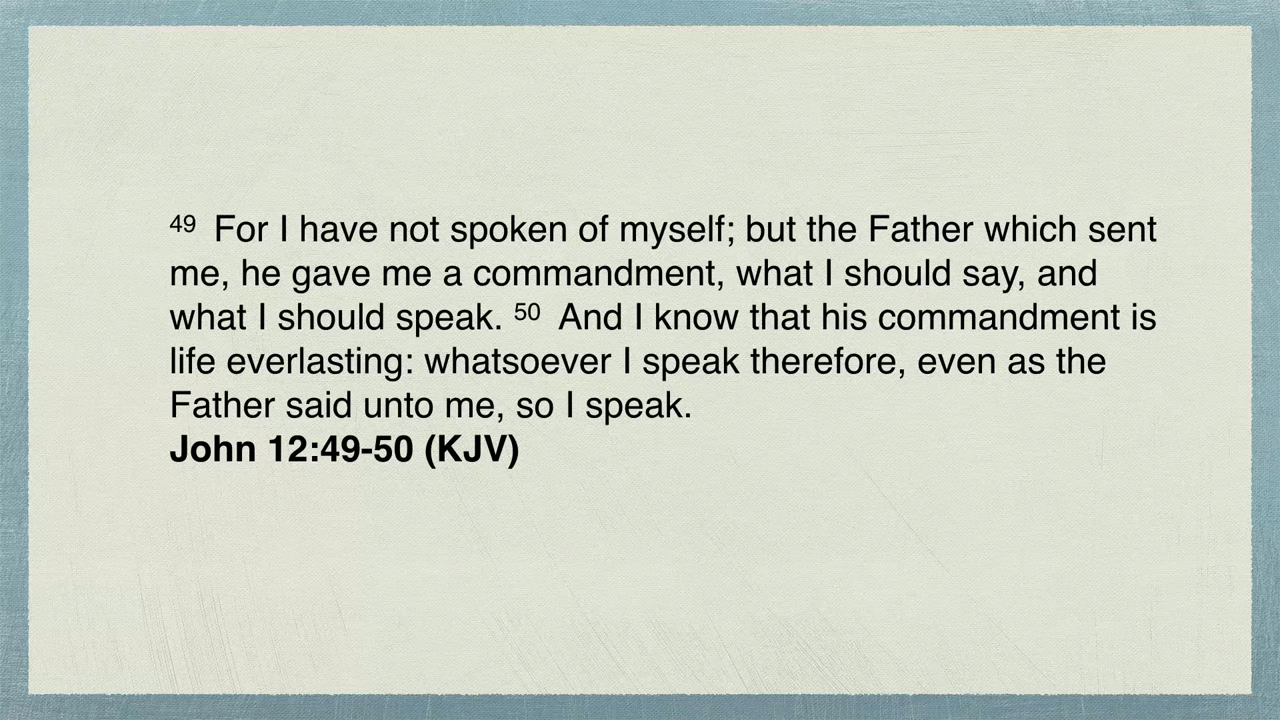 49 For I have not spoken of myself; but the Father which sent
me, he gave me a commandment, what I should say, and
what I should speak. 50 And I know that his commandment is
life everlasting: whatsoever I speak therefore, even as the
Father said unto me, so I speak.
John 12:49-50 (KJV)